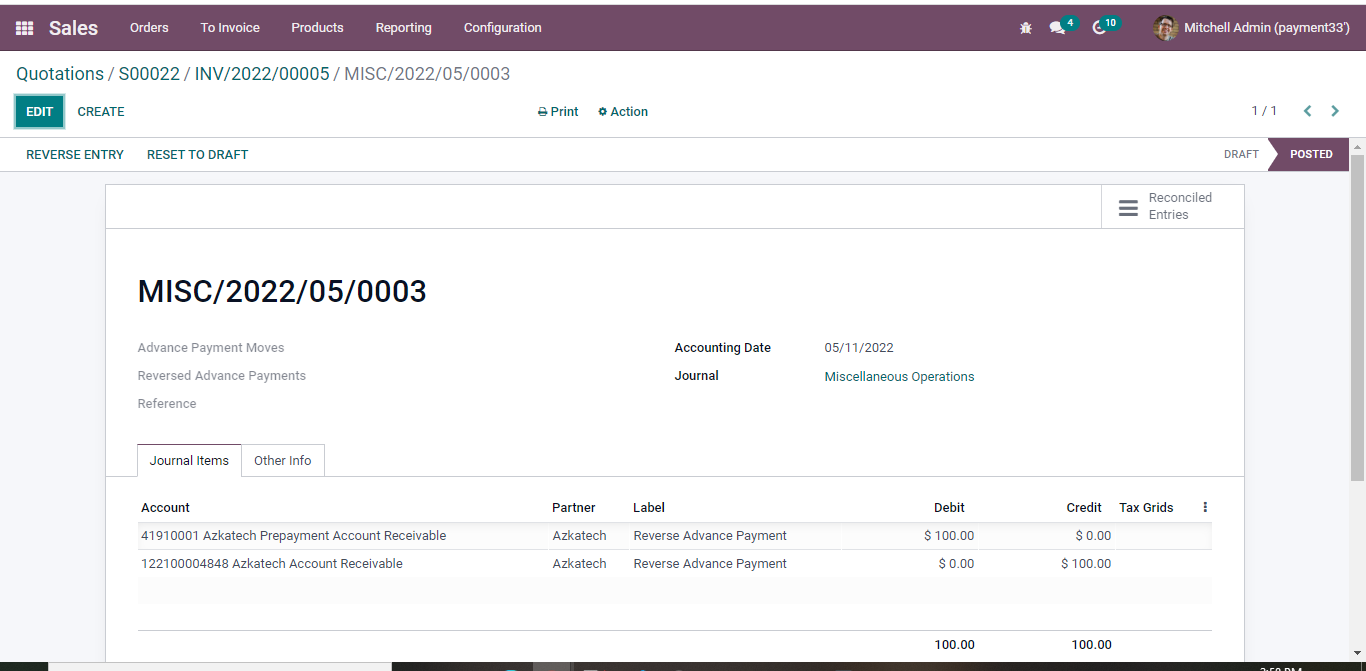 Sales Orders To Invoice Products Reporting Configuration 4 10 Mitchell Admin (payment33')
Quotations / S00022 / INV/2022/00005 / MISC/2022/05/0003
EDIT CREATE Print Action 1 / 1
REVERSE ENTRY RESET TO DRAFT DRAFT POSTED
Reconciled
Entries
MISC/2022/05/0003
Advance Payment Moves Accounting Date 05/11/2022
Reversed Advance Payments Journal Miscellaneous Operations
Reference
Journal Items Other Info
Account Partner Label Debit Credit Tax Grids
41910001 Azkatech Prepayment Account Receivable Azkatech Reverse Advance Payment $ 100.00 $ 0.00
122100004848 Azkatech Account Receivable Azkatech Reverse Advance Payment $ 0.00 $ 100.00
100.00 100.00